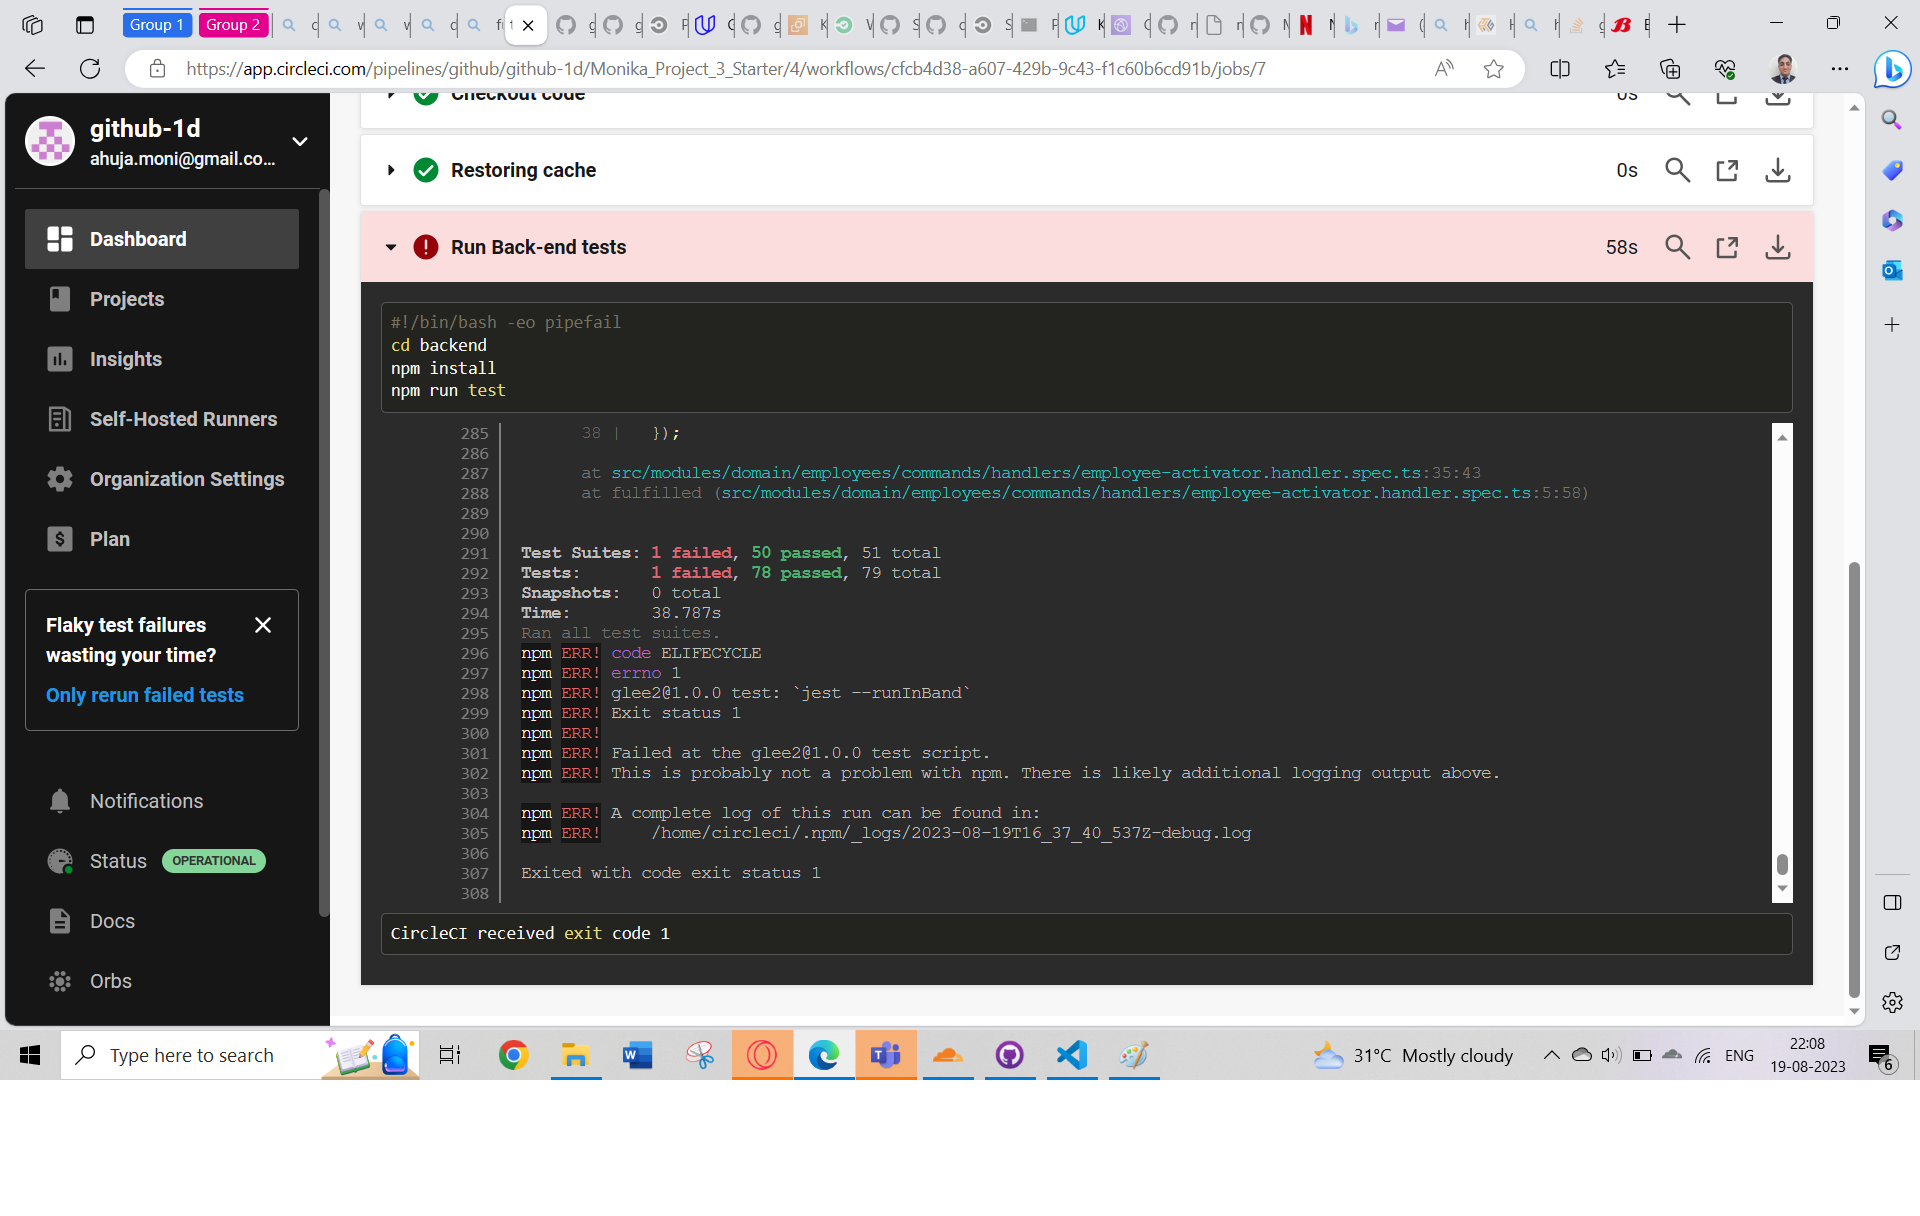 Group 1
Group 2
https://app.circleci.com/pipelines/github/github-1d/Monika_Project_3_Starter/4/workflows/cfcb4d38-a607-429b-9c43-f1c60b6cd91b/jobs/7
github-1d
ahuja.moni@gmail.co...
Dashboard
Projects
Insights
Self-Hosted Runners
Organization Settings
Plan
Flaky test failures
wasting your time?
Only rerun failed tests
Notifications
Status OPERATIONAL
Docs
Orbs
Checkout code 0s
Restoring cache 0s
Run Back-end tests 58s
#!/bin/bash -eo pipefail
cd backend
npm install
npm run test
285 38 | });
286
287 at src/modules/domain/employees/commands/handlers/employee-activator.handler.spec.ts:35:43
288 at fulfilled (src/modules/domain/employees/commands/handlers/employee-activator.handler.spec.ts:5:58)
289
290
291 Test Suites: 1 failed, 50 passed, 51 total
292 Tests: 1 failed, 78 passed, 79 total
293 Snapshots: 0 total
294 Time: 38.787s
295 Ran all test suites.
296 npm ERR! code ELIFECYCLE
297 npm ERR! errno 1
298 npm ERR! glee2@1.0.0 test: `jest --runInBand`
299 npm ERR! Exit status 1
300 npm ERR!
301 npm ERR! Failed at the glee2@1.0.0 test script.
302 npm ERR! This is probably not a problem with npm. There is likely additional logging output above.
303
304 npm ERR! A complete log of this run can be found in:
305 npm ERR! /home/circleci/.npm/_logs/2023-08-19T16_37_40_537Z-debug.log
306
307 Exited with code exit status 1
308
CircleCI received exit code 1
Type here to search
31°C Mostly cloudy
ENG
22:08
19-08-2023
6